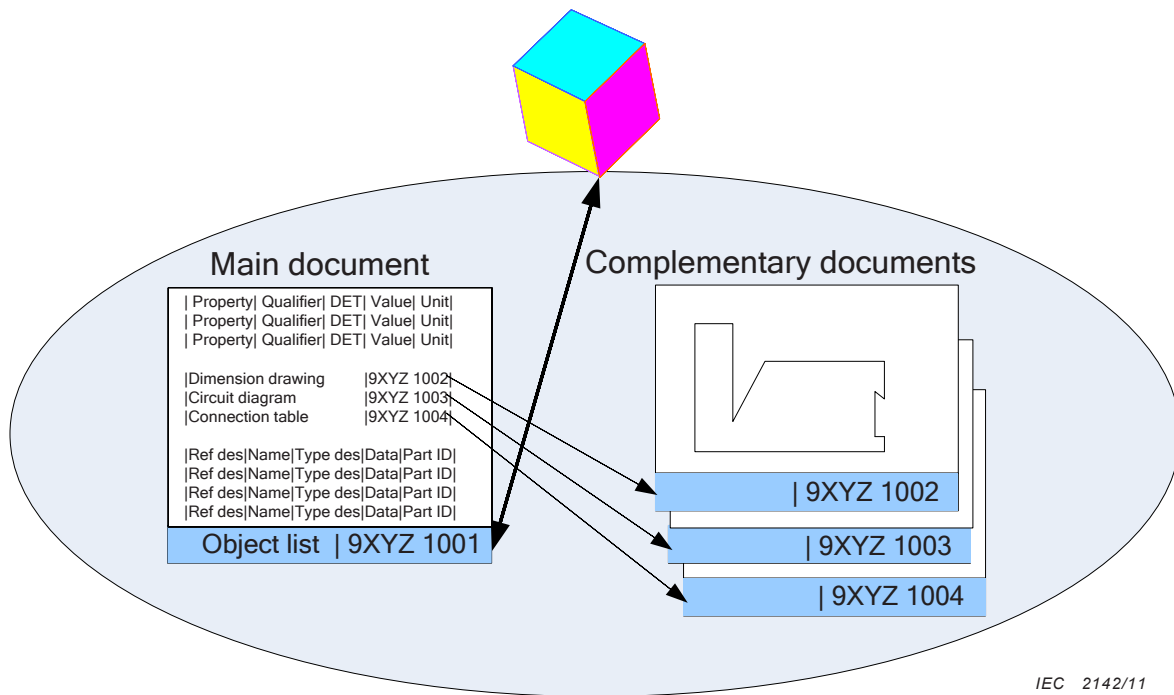 Main document
| Property| Qualifier| DET| Value| Unit|
| Property| Qualifier| DET| Value| Unit|
| Property| Qualifier| DET| Value| Unit|
|Dimension drawing |9XYZ 1002|
|Circuit diagram |9XYZ 1003|
|Connection table |9XYZ 1004|
|Ref des|Name|Type des|Data|Part ID|
|Ref des|Name|Type des|Data|Part ID|
|Ref des|Name|Type des|Data|Part ID|
|Ref des|Name|Type des|Data|Part ID|
Object list | 9XYZ 1001
Complementary documents
| 9XYZ 1002
| 9XYZ 1003
| 9XYZ 1004
IEC 2142/11